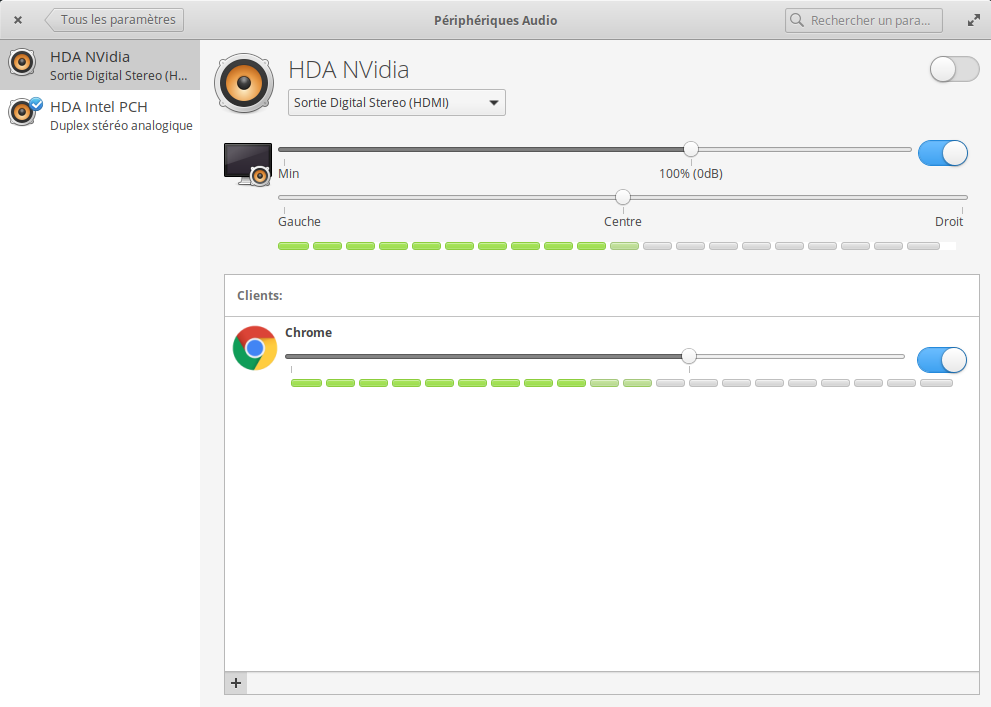 Tous les paramètres
Périphériques Audio
Rechercher un para...
HDA NVidia
Sortie Digital Stereo (H...
HDA Intel PCH
Duplex stéréo analogique
HDA NVidia
Sortie Digital Stereo (HDMI)
Min
100% (0dB)
Gauche
Centre
Droit
Clients:
Chrome